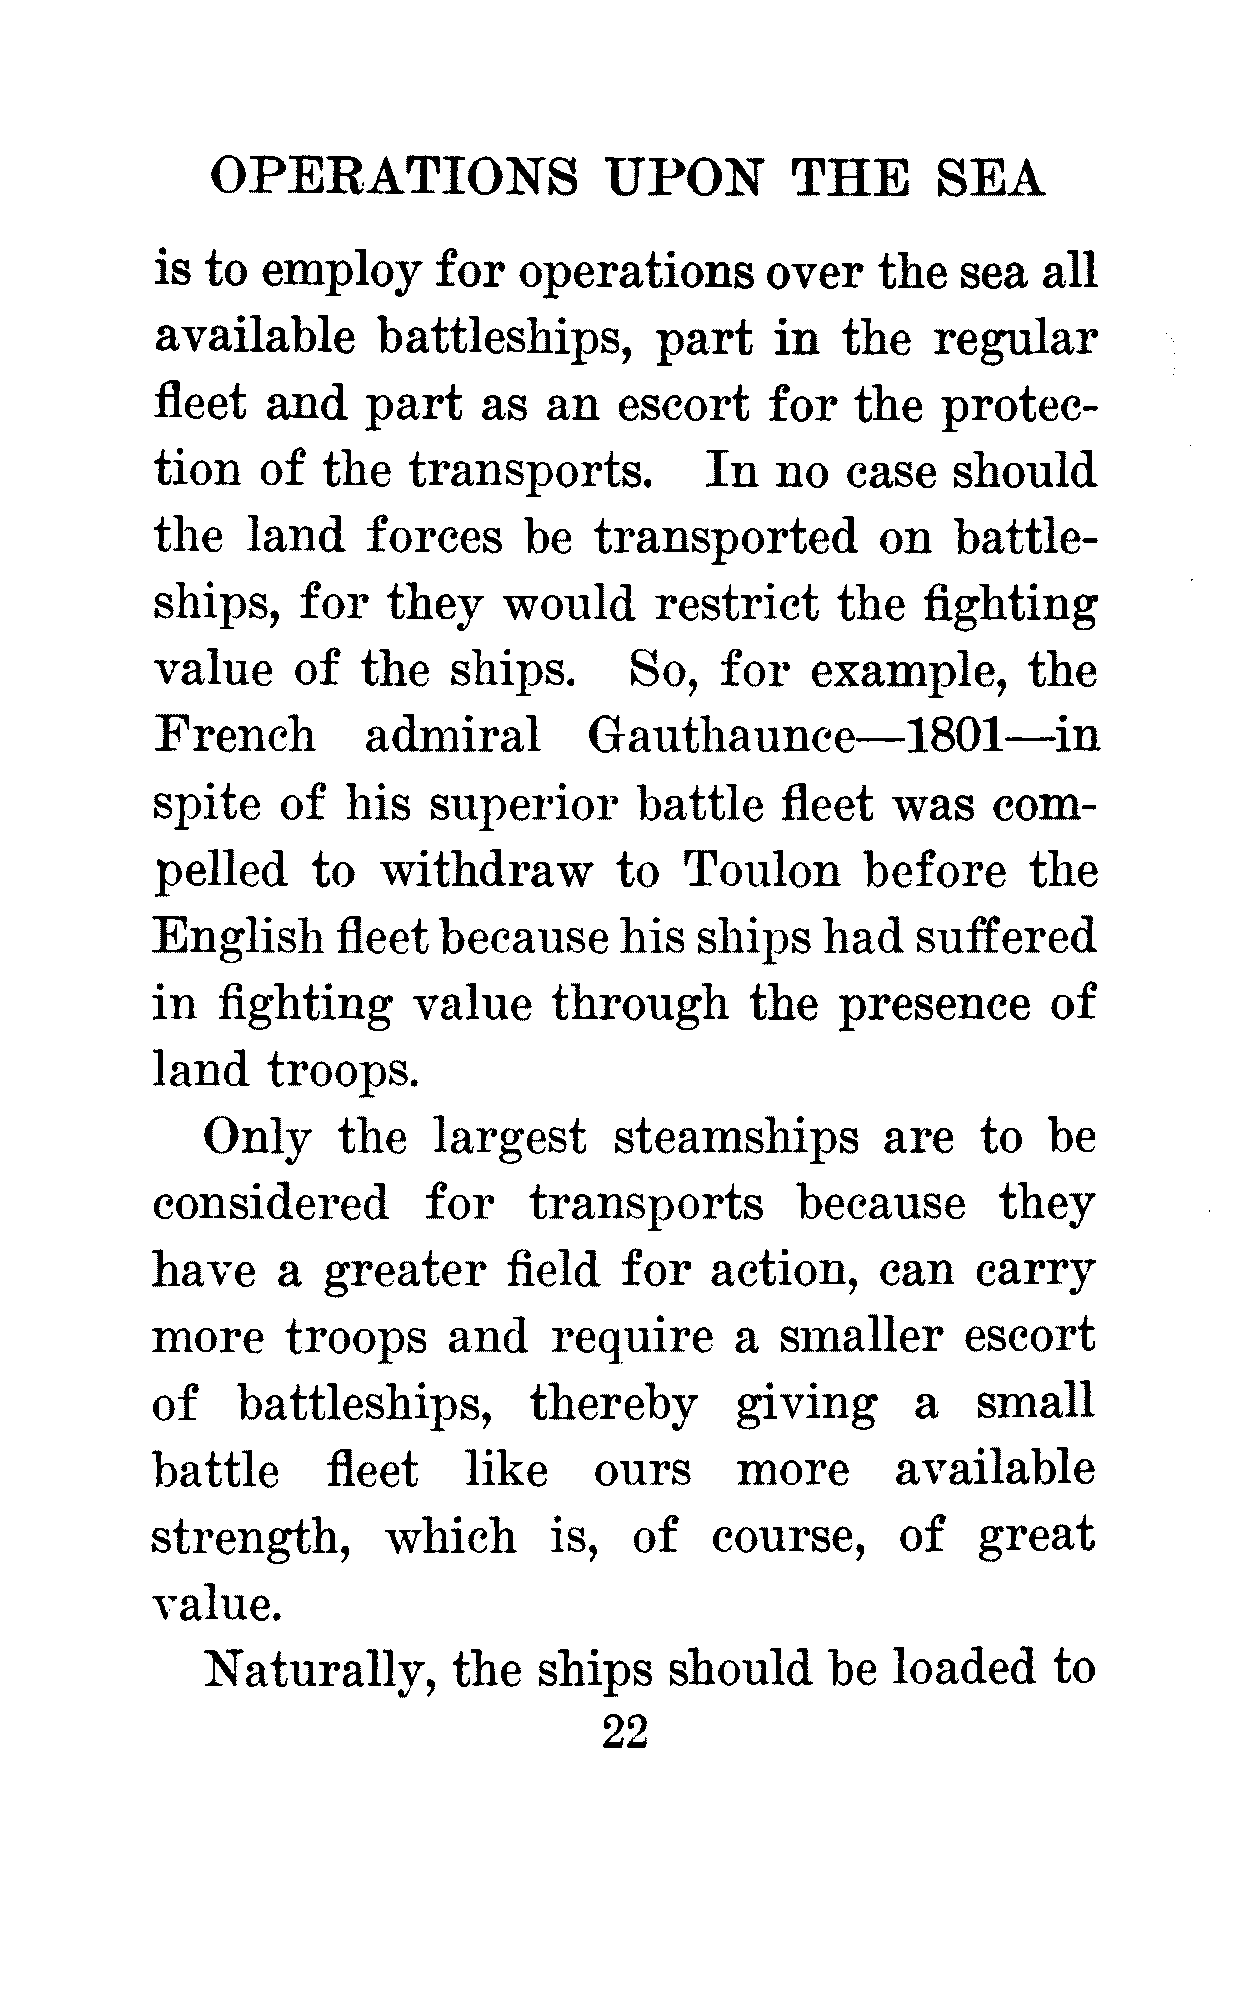 OPERATIONS UPON THE SEA
is to employ for operations over the sea all
available battleships, part in the regular
fleet and part as an escort for the protec-
tion of the transports. In no case should
the land forces be transported on battle-
ships, for they would restrict the fighting
value of the ships. So, for example, the
French admiral Gauthaunce—1801—in
spite of his superior battle fleet was com-
pelled to withdraw to Toulon before the
English fleet because his ships had suffered
in fighting value through the presence of
land troops.
Only the largest steamships are to be
considered for transports because they
have a greater field for action, can carry
more troops and require a smaller escort
of battleships, thereby giving a small
battle fleet like ours more available
strength, which is, of course, of great
value.
Naturally, the ships should be loaded to
22